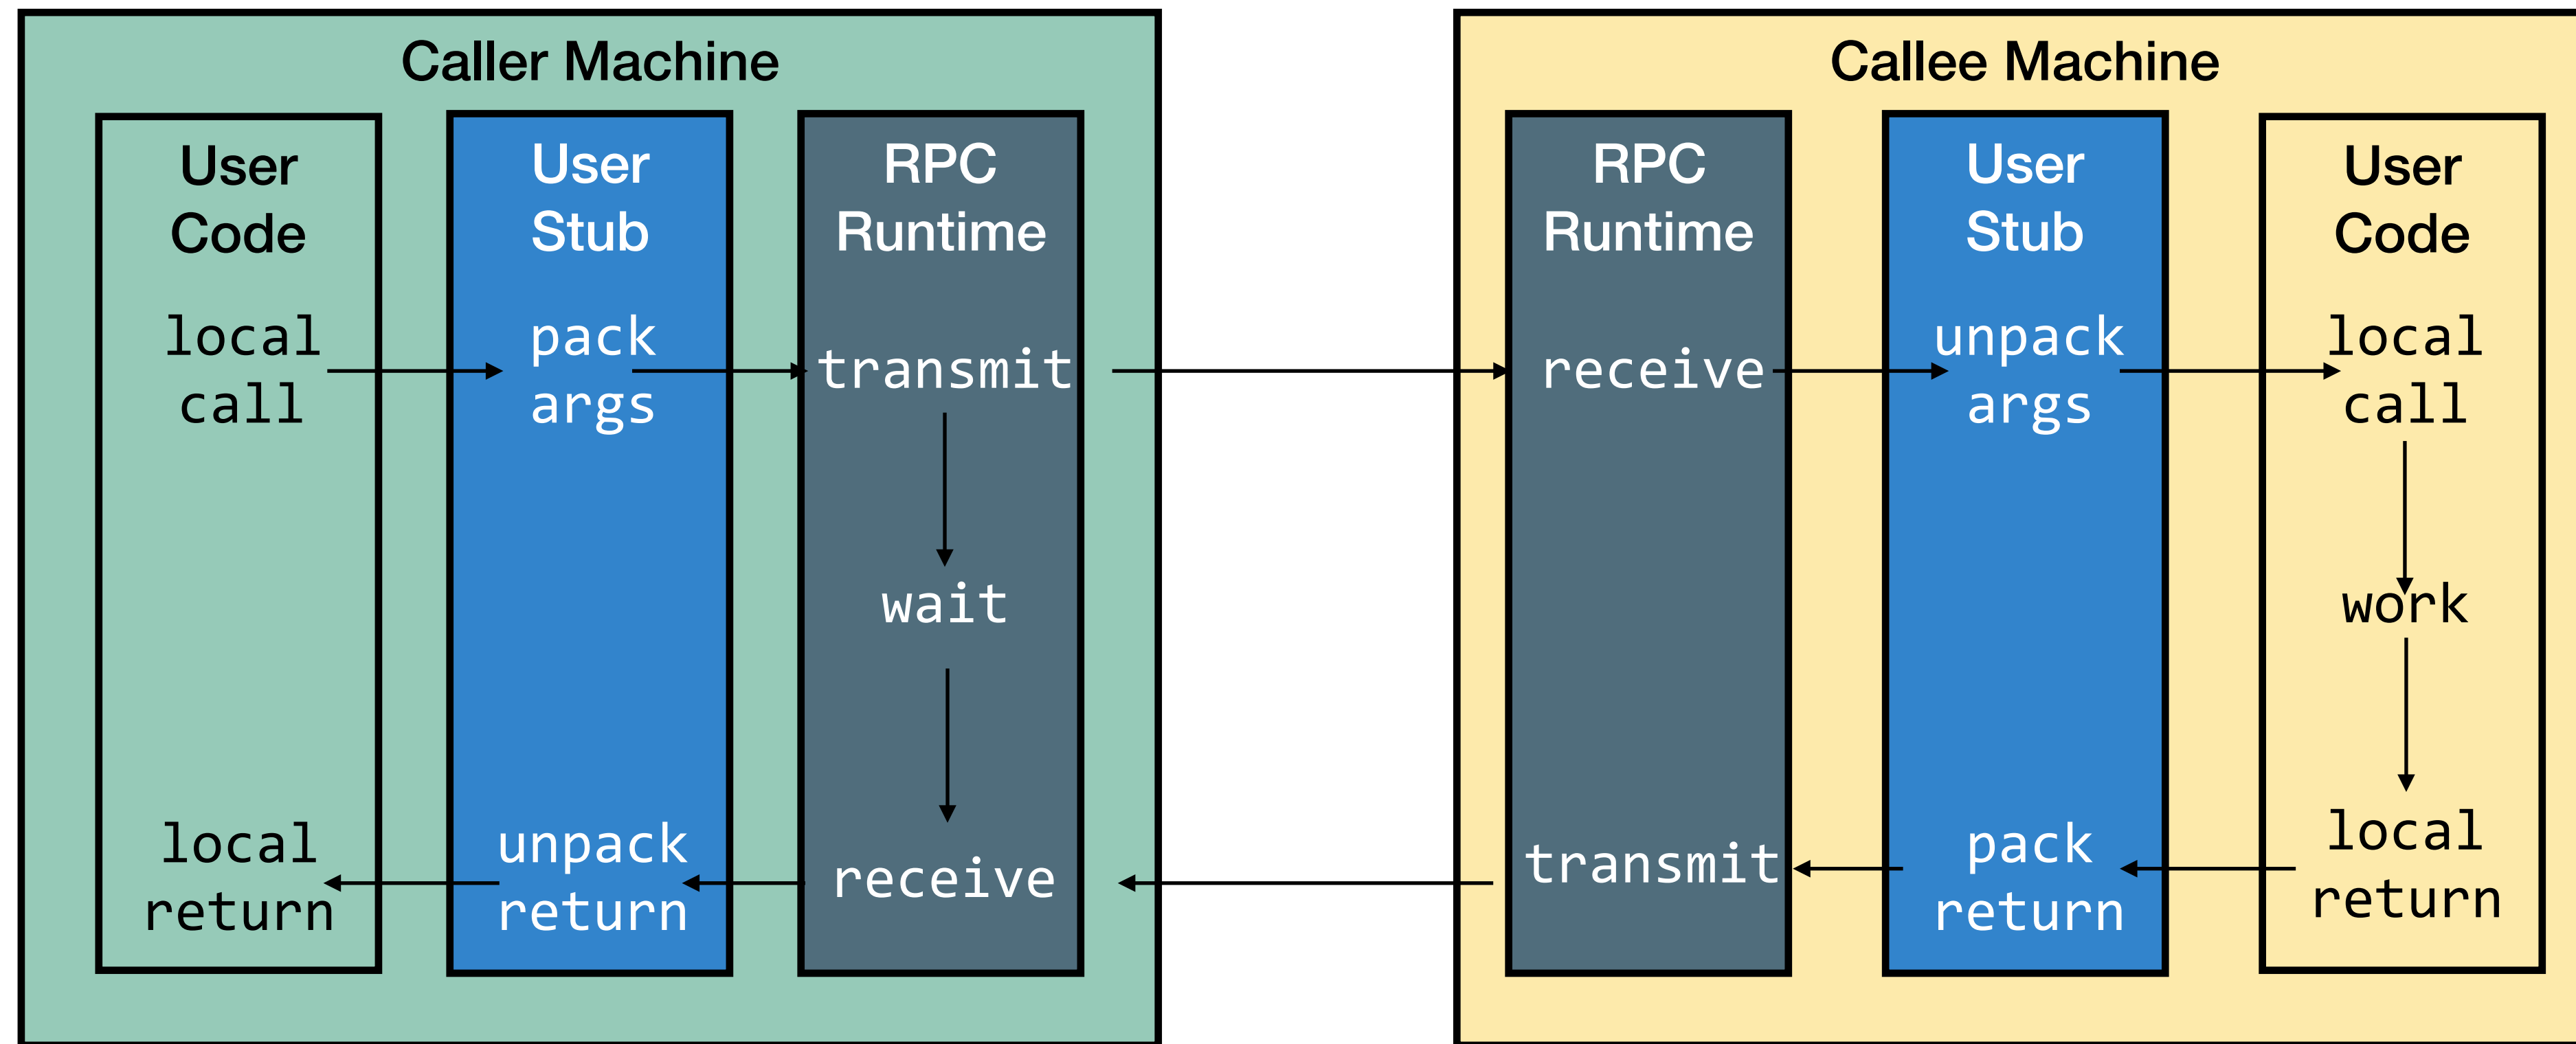 Caller Machine
User
Code
local
call
local
return
User
Stub
pack
args
unpack
return
RPC
Runtime
transmit
wait
receive
Callee Machine
RPC
Runtime
receive
transmit
User
Stub
unpack
args
pack
return
User
Code
local
call
work
local
return